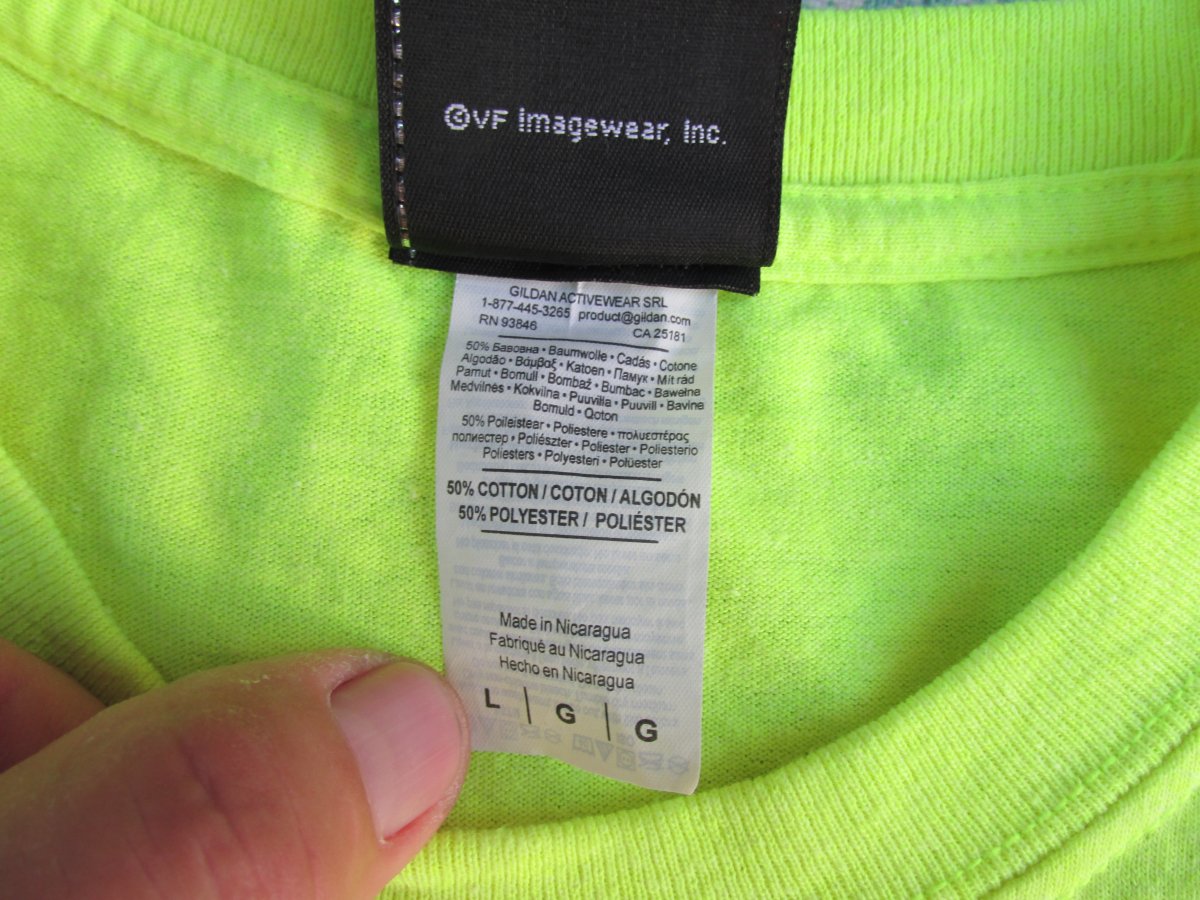 ©VF Imagewear, Inc.
GILDAN ACTIVEWEAR SRL
1-877-445-3265 product@gildan.com
RN 93846 CA 25181
50% Бавовна • Baumwolle • Cadás • Cotone
Algodão • Βάμβαξ • Katoen • Памук • Mit rád
Pamut • Bomull • Bombaž • Bumbac • Bawełna
Medvilnės • Kokvilna • Puuvilla • Puuvill • Bavlna
Bomuld • Qoton
50% Poileistear • Poliestere • πολυεστέρας
полиестер • Poliészter • Poliester • Poliesterio
Poliesters • Polyesteri • Polüester
50% COTTON / COTON / ALGODÓN
50% POLYESTER / POLIÉSTER
Made in Nicaragua
Fabriqué au Nicaragua
Hecho en Nicaragua
L | G | G